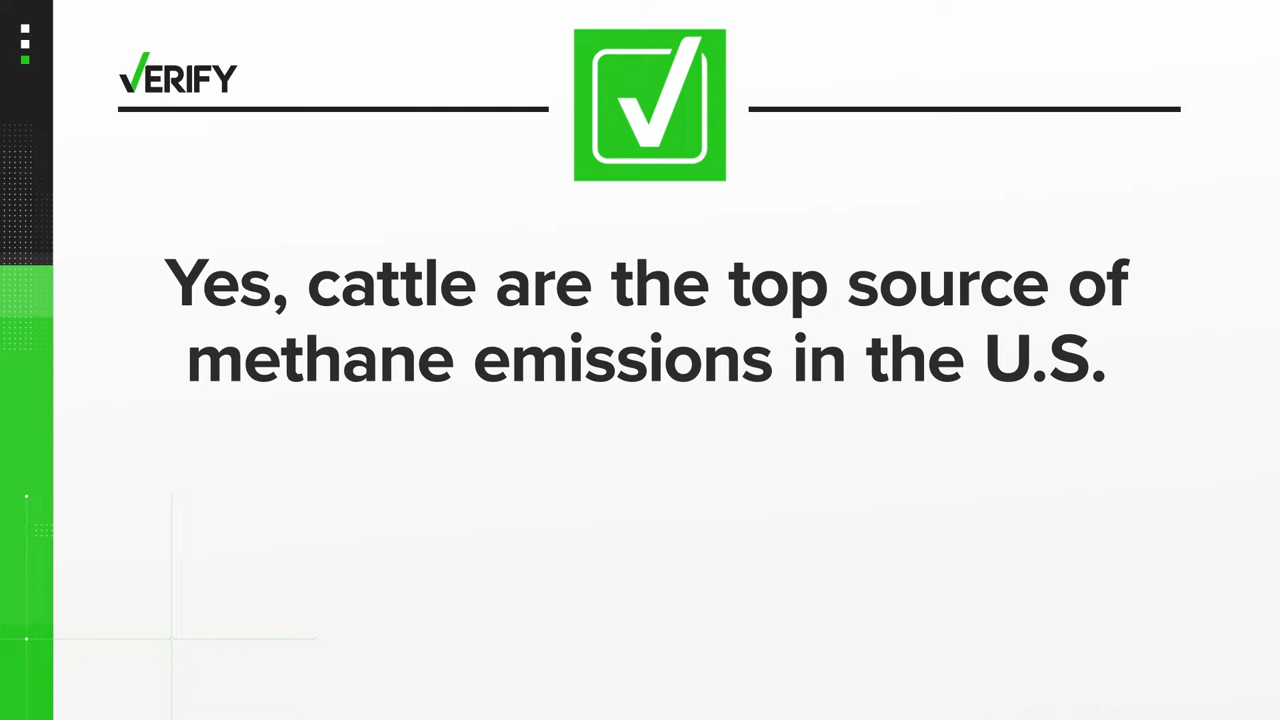 VERIFY
Yes, cattle are the top source of
methane emissions in the U.S.